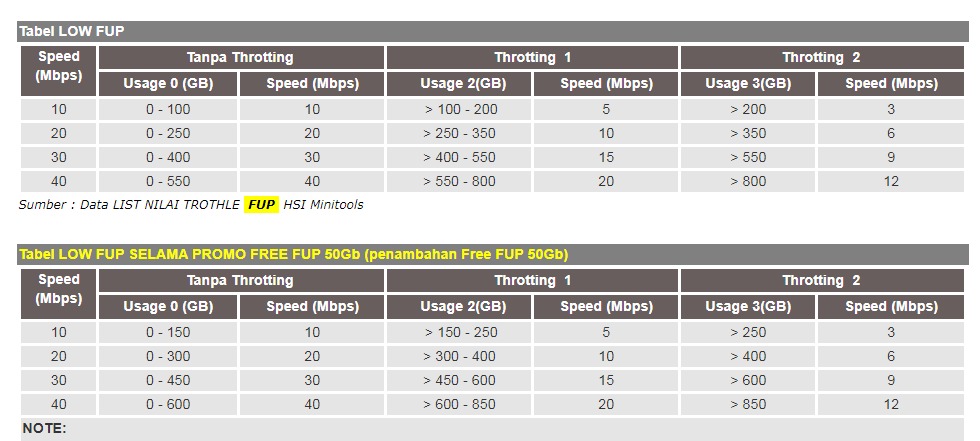 Tabel LOW FUP
Speed (Mbps) Tanpa Throtting Throtting 1 Throtting 2
Usage 0 (GB) Speed (Mbps) Usage 2(GB) Speed (Mbps) Usage 3(GB) Speed (Mbps)
10 0 - 100 10 > 100 - 200 5 > 200 3
20 0 - 250 20 > 250 - 350 10 > 350 6
30 0 - 400 30 > 400 - 550 15 > 550 9
40 0 - 550 40 > 550 - 800 20 > 800 12
Sumber : Data LIST NILAI TROTHLE FUP HSI Minitools
Tabel LOW FUP SELAMA PROMO FREE FUP 50Gb (penambahan Free FUP 50Gb)
Speed (Mbps) Tanpa Throtting Throtting 1 Throtting 2
Usage 0 (GB) Speed (Mbps) Usage 2(GB) Speed (Mbps) Usage 3(GB) Speed (Mbps)
10 0 - 150 10 > 150 - 250 5 > 250 3
20 0 - 300 20 > 300 - 400 10 > 400 6
30 0 - 450 30 > 450 - 600 15 > 600 9
40 0 - 600 40 > 600 - 850 20 > 850 12
NOTE: